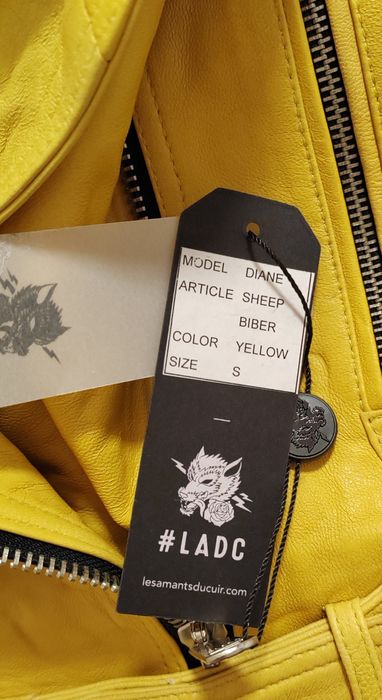 MODEL DIANE
ARTICLE SHEEP
BIBER
COLOR YELLOW
SIZE S
#LADC
lesamantsducuir.com